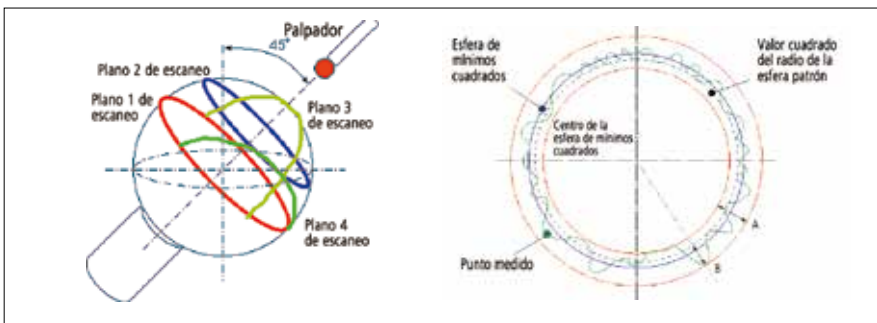 Palpador
45°
Plano 2 de escaneo
Plano 1 de
escaneo
Plano 3
de escaneo
Plano 4
de escaneo
Esfera de
mínimos
cuadrados
Valor cuadrado
del radio de la
esfera patrón
Centro de la
esfera de mínimos
cuadrados
Punto medido
A
B